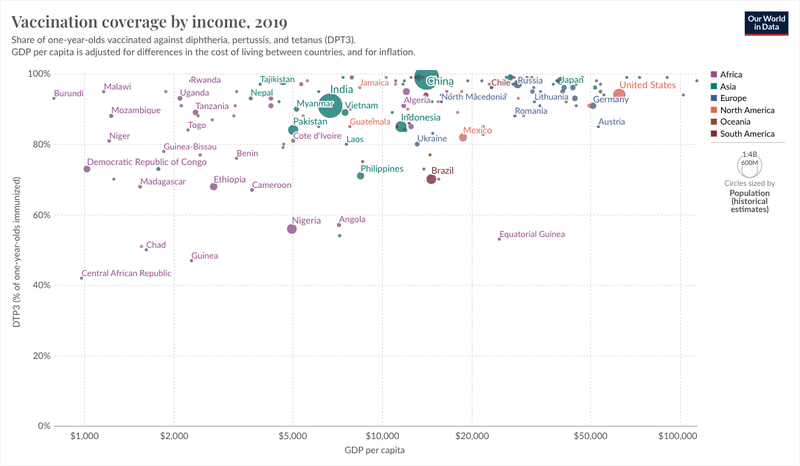 Vaccination coverage by income, 2019
Our World
in Data
Share of one-year-olds vaccinated against diphtheria, pertussis, and tetanus (DPT3).
GDP per capita is adjusted for differences in the cost of living between countries, and for inflation.
DTP3 (% of one-year-olds immunized)
100%
80%
60%
40%
20%
0%
Burundi
Malawi
Rwanda
Uganda
Mozambique
Tanzania
Togo
Niger
Guinea-Bissau
Benin
Democratic Republic of Congo
Madagascar
Ethiopia
Cameroon
Nigeria
Angola
Equatorial Guinea
Chad
Guinea
Central African Republic
Tajikistan
Nepal
India
Myanmar
Vietnam
Pakistan
Cote d'Ivoire
Laos
Philippines
Jamaica
Guatemala
Algeria
Indonesia
China
Ukraine
Brazil
Mexico
North Macedonia
Chile
Russia
Romania
Lithuania
Japan
Germany
Austria
United States
$1,000
$2,000
$5,000
$10,000
$20,000
$50,000
$100,000
GDP per capita
Africa
Asia
Europe
North America
Oceania
South America
1:4B
600M
Circles sized by
Population
(historical
estimates)